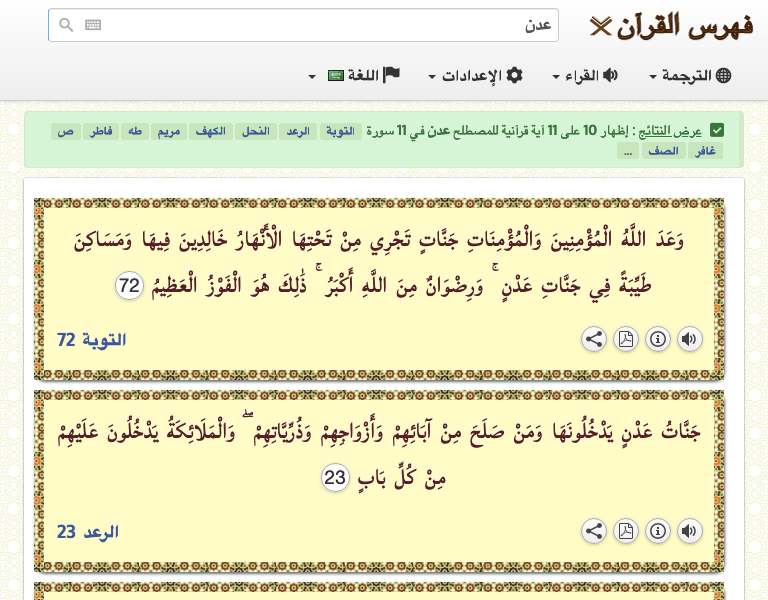 فهرس القرآن
عدن
الترجمة القراء الإعدادات اللغة
عرض النتائج : إظهار 10 على 11 آية قرآنية للمصطلح عدن في 11 سورة التوبة الرعد النحل الكهف مريم طه فاطر ص
غافر الصف ...
وَعَدَ اللَّهُ الْمُؤْمِنِينَ وَالْمُؤْمِنَاتِ جَنَّاتٍ تَجْرِي مِنْ تَحْتِهَا الْأَنْهَارُ خَالِدِينَ فِيهَا وَمَسَاكِنَ
طَيِّبَةً فِي جَنَّاتِ عَدْنٍ ۚ وَرِضْوَانٌ مِنَ اللَّهِ أَكْبَرُ ۚ ذَٰلِكَ هُوَ الْفَوْزُ الْعَظِيمُ 72
التوبة 72
جَنَّاتُ عَدْنٍ يَدْخُلُونَهَا وَمَنْ صَلَحَ مِنْ آبَائِهِمْ وَأَزْوَاجِهِمْ وَذُرِّيَّاتِهِمْ ۖ وَالْمَلَائِكَةُ يَدْخُلُونَ عَلَيْهِمْ
مِنْ كُلِّ بَابٍ 23
الرعد 23